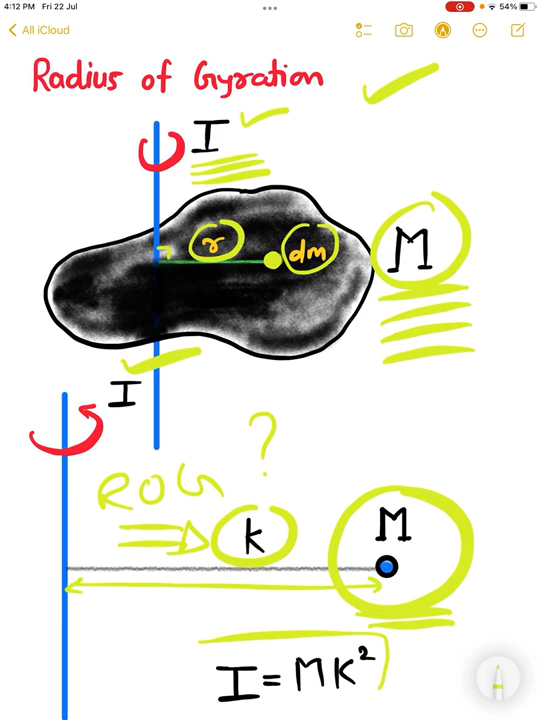 4:12 PM Fri 22 Jul
54%
All iCloud
Radius of Gyration
I
r
dm
M
I
?
ROG
k
M
I = MK²